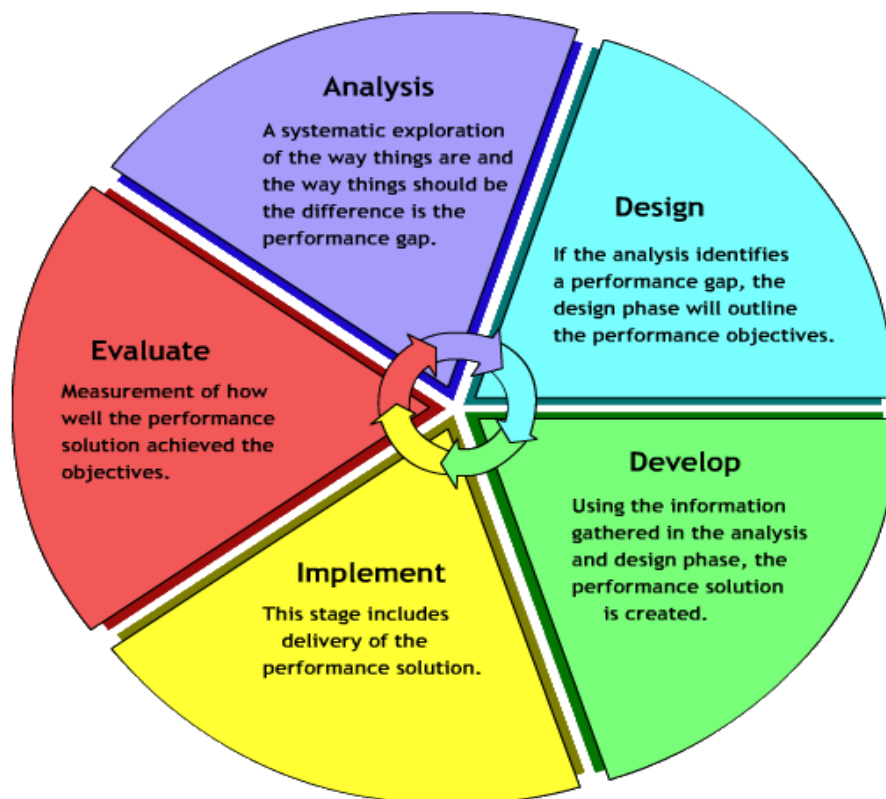 Analysis
A systematic exploration
of the way things are and
the way things should be
the difference is the
performance gap.
Design
If the analysis identifies
a performance gap, the
design phase will outline
the performance objectives.
Develop
Using the information
gathered in the analysis
and design phase, the
performance solution
is created.
Implement
This stage includes
delivery of the
performance solution.
Evaluate
Measurement of how
well the performance
solution achieved the
objectives.